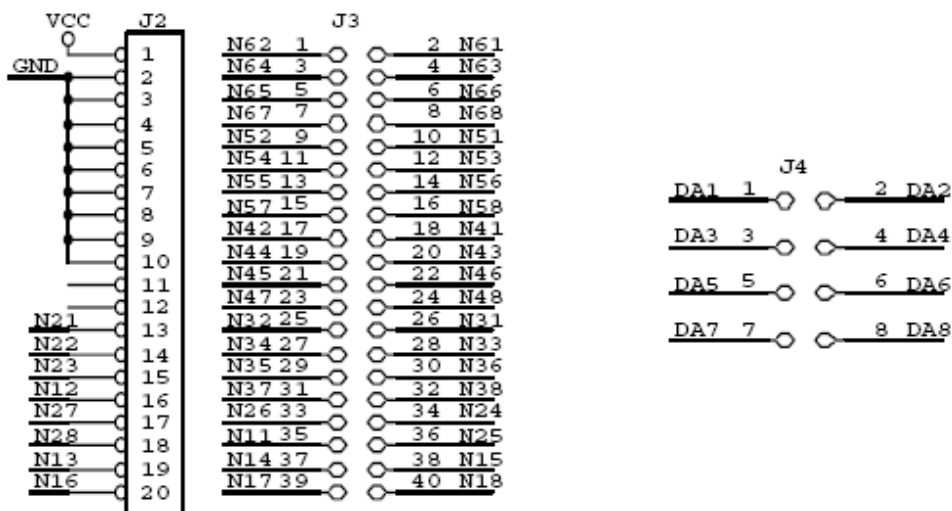 VCC J2 J3
1 N62 1 2 N61
GND 2 N64 3 4 N63
3 N65 5 6 N66
4 N67 7 8 N68
5 N52 9 10 N51
6 N54 11 12 N53
7 N55 13 14 N56
8 N57 15 16 N58
9 N42 17 18 N41
10 N44 19 20 N43
11 N45 21 22 N46
12 N47 23 24 N48
N21 13 N32 25 26 N31
N22 14 N34 27 28 N33
N23 15 N35 29 30 N36
N12 16 N37 31 32 N38
N27 17 N26 33 34 N24
N28 18 N11 35 36 N25
N13 19 N14 37 38 N15
N16 20 N17 39 40 N18
J4
DA1 1 2 DA2
DA3 3 4 DA4
DA5 5 6 DA6
DA7 7 8 DA8